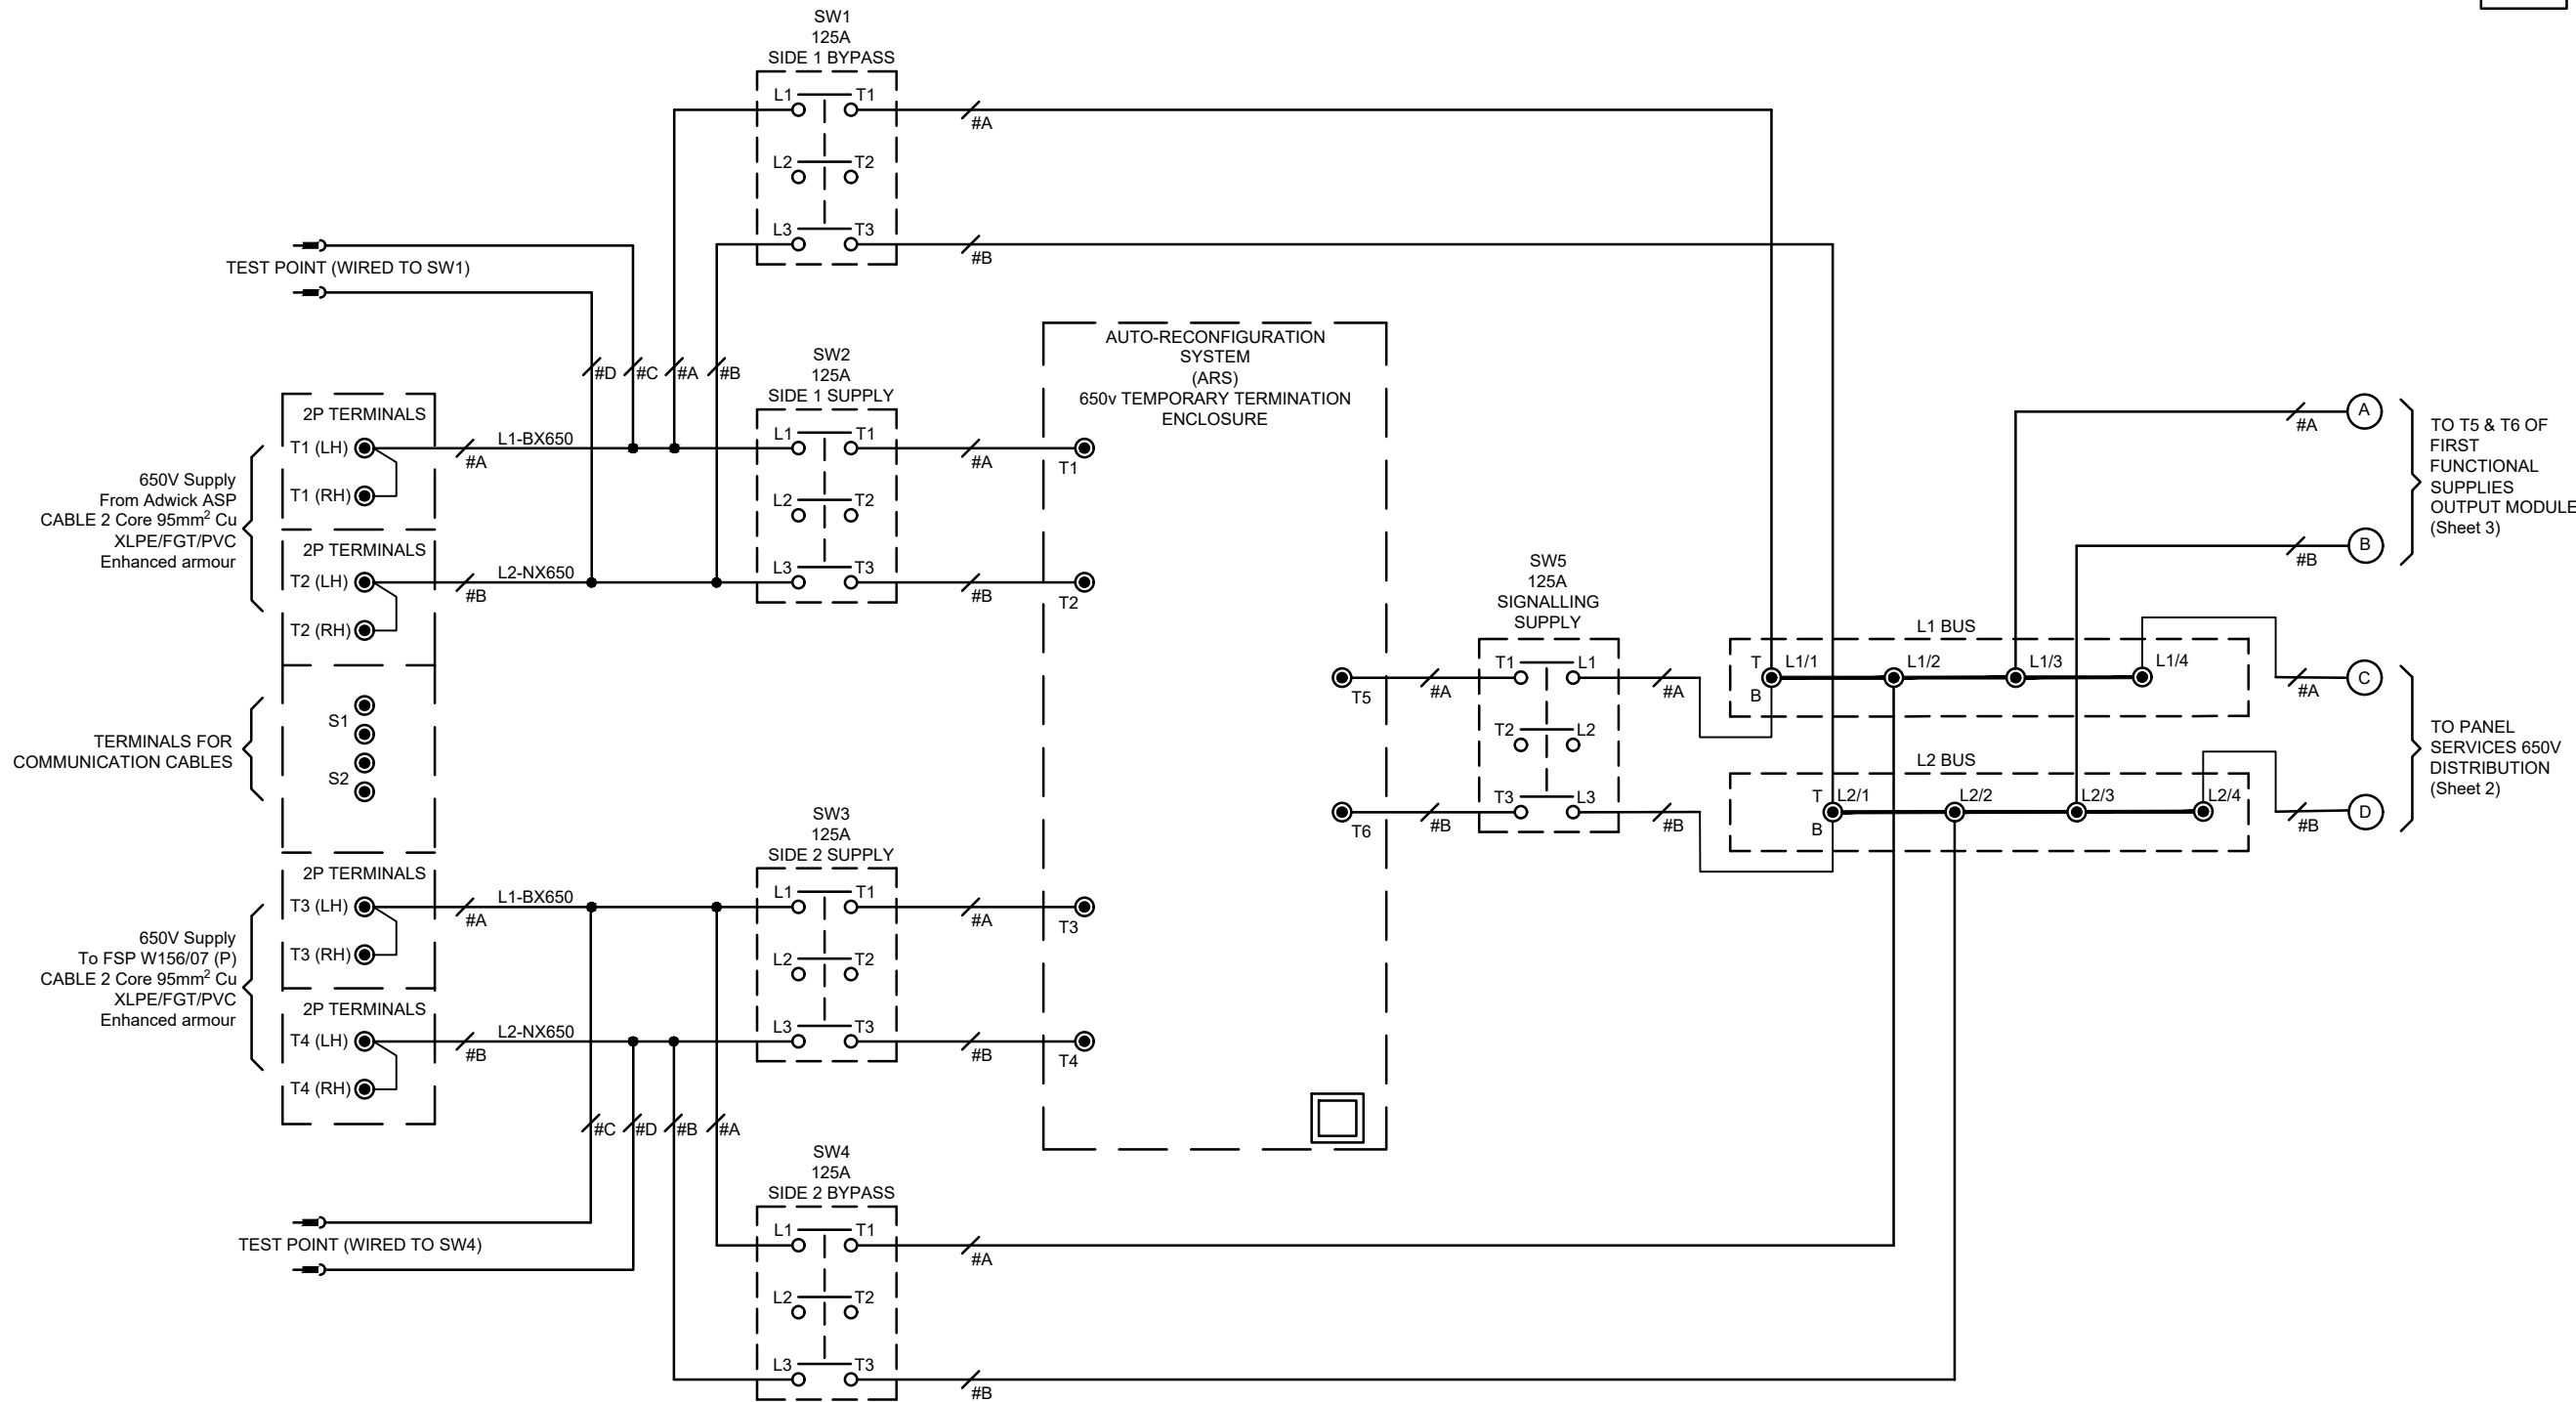 SW1
125A
SIDE 1 BYPASS
L1 T1
#A
L2 T2
L3 T3
#B
TEST POINT (WIRED TO SW1)
#D #C #A #B
SW2
125A
SIDE 1 SUPPLY
L1 T1
#A
L2 T2
L3 T3
#B
AUTO-RECONFIGURATION
SYSTEM
(ARS)
650v TEMPORARY TERMINATION
ENCLOSURE
T1
T2
T3
T4
T5
T6
2P TERMINALS
T1 (LH)
T1 (RH)
L1-BX650
#A
2P TERMINALS
T2 (LH)
T2 (RH)
L2-NX650
#B
650V Supply
From Adwick ASP
CABLE 2 Core 95mm² Cu
XLPE/FGT/PVC
Enhanced armour
S1
S2
TERMINALS FOR
COMMUNICATION CABLES
2P TERMINALS
T3 (LH)
T3 (RH)
L1-BX650
#A
2P TERMINALS
T4 (LH)
T4 (RH)
L2-NX650
#B
650V Supply
To FSP W156/07 (P)
CABLE 2 Core 95mm² Cu
XLPE/FGT/PVC
Enhanced armour
SW3
125A
SIDE 2 SUPPLY
L1 T1
#A
L2 T2
L3 T3
#B
#C #D #B #A
TEST POINT (WIRED TO SW4)
SW4
125A
SIDE 2 BYPASS
L1 T1
#A
L2 T2
L3 T3
#B
SW5
125A
SIGNALLING
SUPPLY
#A T1 L1 #A
T2 L2
#B T3 L3 #B
L1 BUS
T L1/1 L1/2 L1/3 L1/4
B
L2 BUS
T L2/1 L2/2 L2/3 L2/4
B
#A A
#B B
TO T5 & T6 OF
FIRST
FUNCTIONAL
SUPPLIES
OUTPUT MODULE
(Sheet 3)
#A C
#B D
TO PANEL
SERVICES 650V
DISTRIBUTION
(Sheet 2)